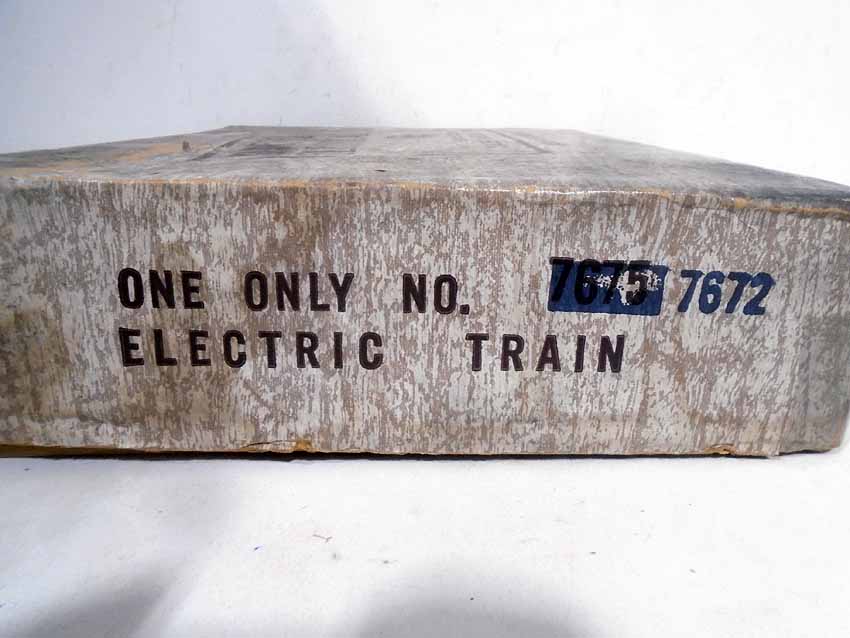 ONE ONLY NO. 7675 7672
ELECTRIC TRAIN